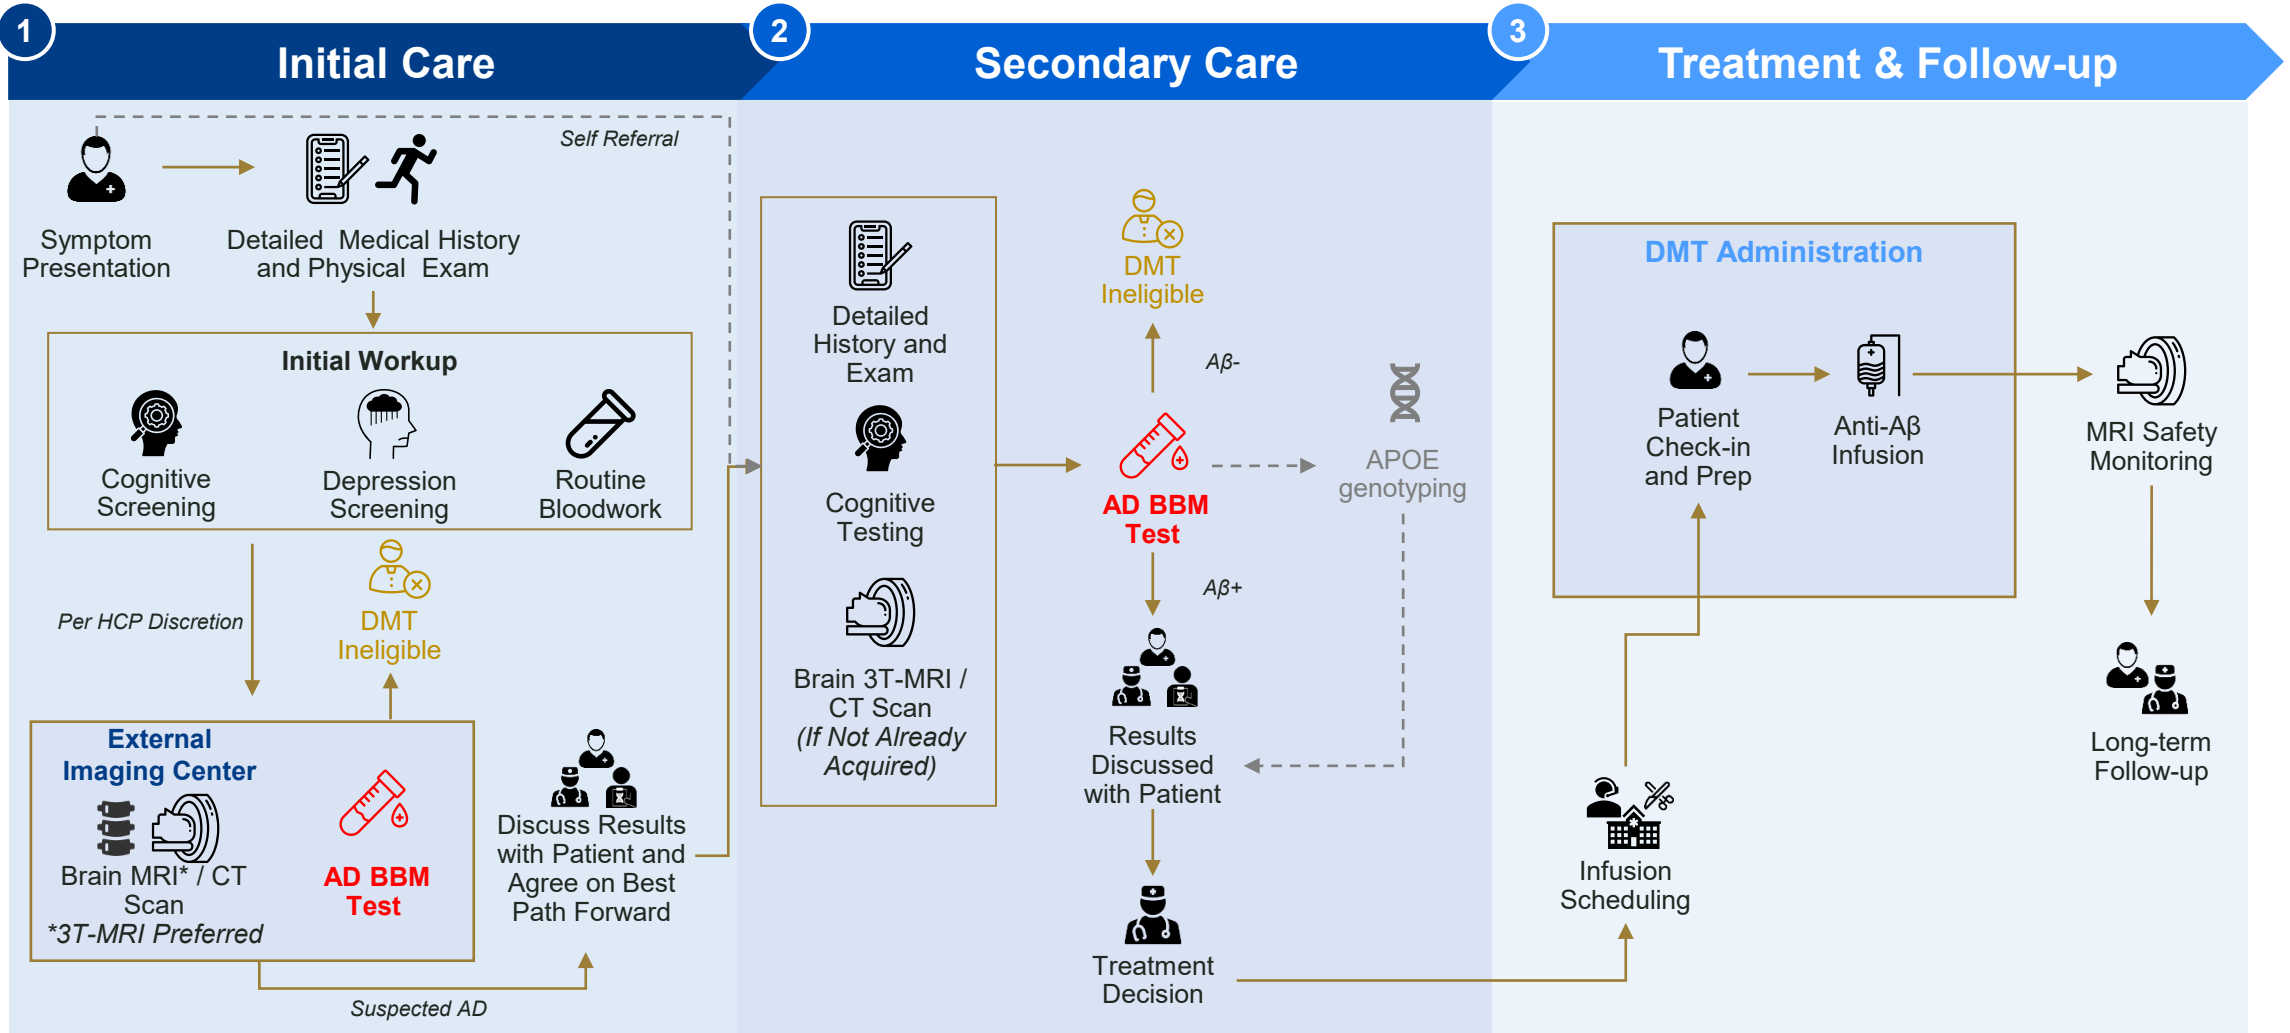 1
Initial Care
2
Secondary Care
3
Treatment & Follow-up
Self Referral
Symptom
Presentation
Detailed Medical History
and Physical Exam
Initial Workup
Cognitive
Screening
Depression
Screening
Routine
Bloodwork
Per HCP Discretion
DMT
Ineligible
External
Imaging Center
Brain MRI* / CT
Scan
*3T-MRI Preferred
AD BBM
Test
Suspected AD
Discuss Results
with Patient and
Agree on Best
Path Forward
Detailed
History and
Exam
Cognitive
Testing
Brain 3T-MRI /
CT Scan
(If Not Already
Acquired)
DMT
Ineligible
Aβ-
AD BBM
Test
APOE
genotyping
Aβ+
Results
Discussed
with Patient
Treatment
Decision
DMT Administration
Patient
Check-in
and Prep
Anti-Aβ
Infusion
Infusion
Scheduling
MRI Safety
Monitoring
Long-term
Follow-up